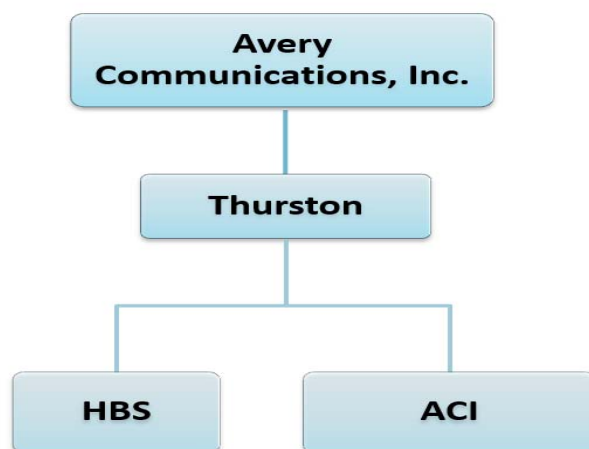 Avery
Communications, Inc.
Thurston
HBS
ACI